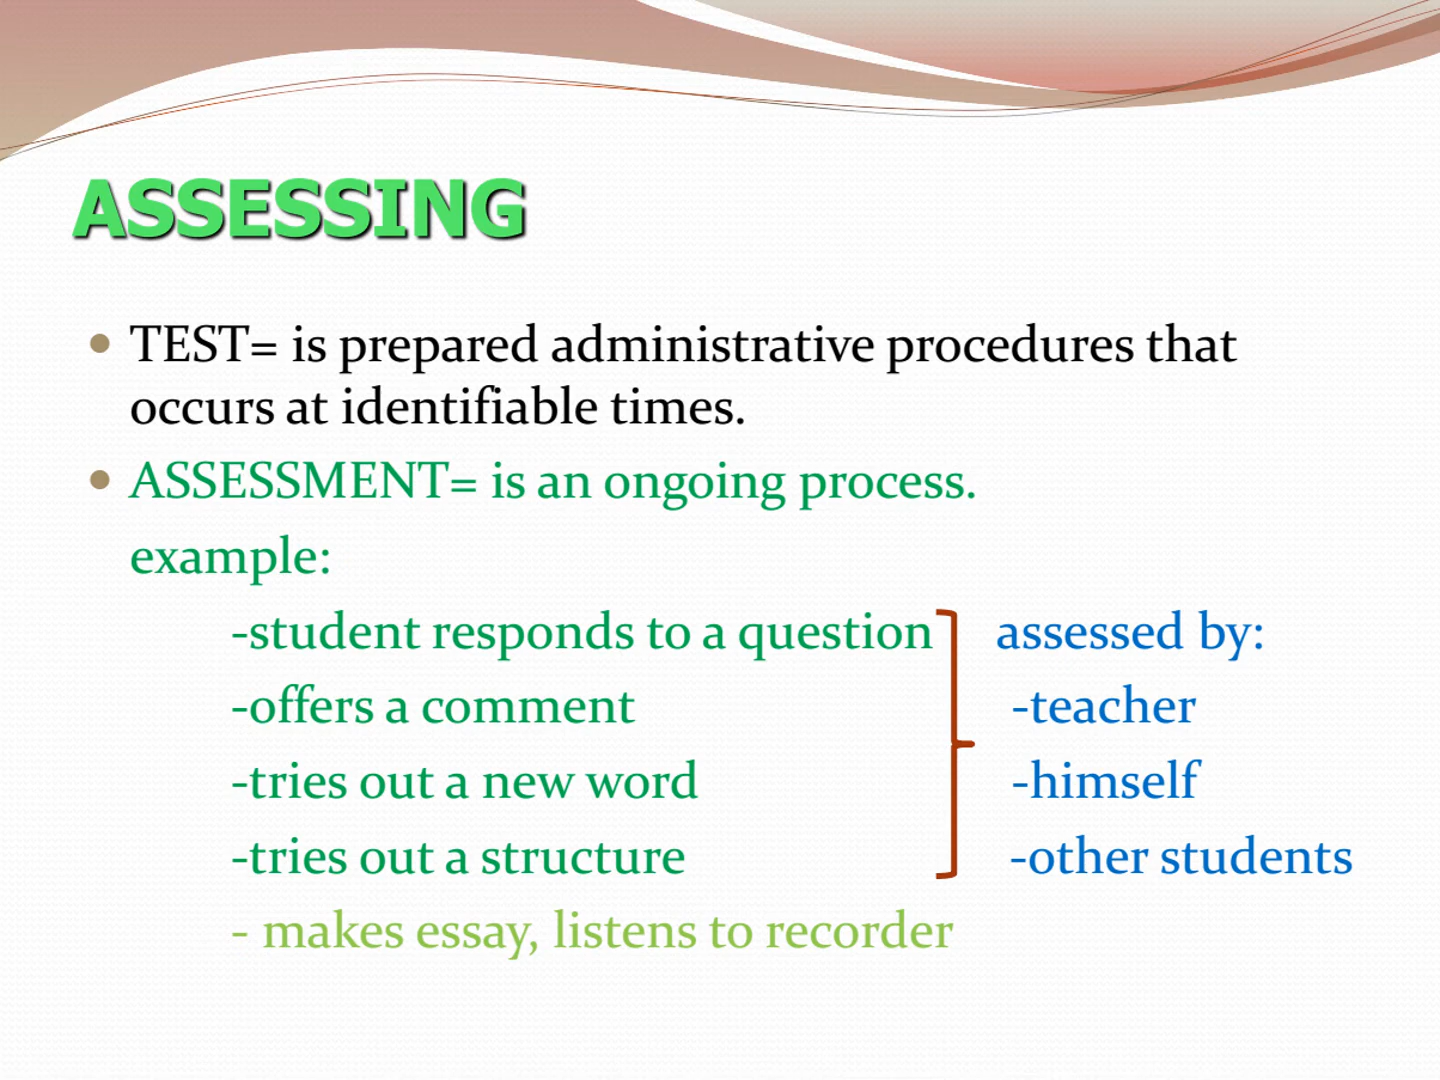 ASSESSING
TEST= is prepared administrative procedures that
occurs at identifiable times.
ASSESSMENT= is an ongoing process.
example:
-student responds to a question assessed by:
-offers a comment -teacher
-tries out a new word -himself
-tries out a structure -other students
- makes essay, listens to recorder